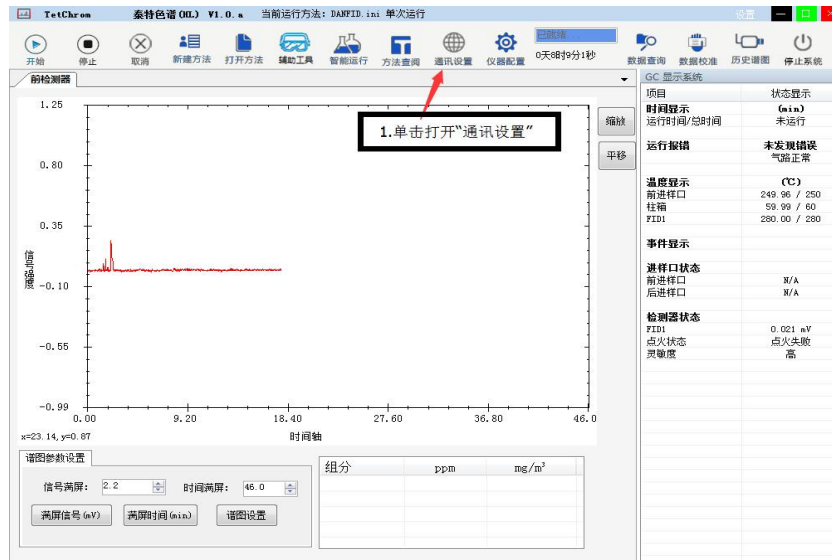 TetChrom 泰特色谱(HL) V1.0.a 当前运行方法: DANFID.ini 单次运行 设置
已就绪
0天8时9分1秒
开始 停止 取消 新建方法 打开方法 辅助工具 智能运行 方法查阅 通讯设置 仪器配置 数据查询 数据校准 历史谱图 停止系统
前检测器
1.单击打开“通讯设置”
缩放
平移
1.25
0.80
0.35
-0.10
-0.55
-0.99
信号强度
0.00 9.20 18.40 27.60 36.80 46.0
x=23.14,y=0.87
时间轴
谱图参数设置
信号满屏: 2.2 时间满屏: 46.0
满屏信号(mV) 满屏时间(min) 谱图设置
组分 ppm mg/m³
GC 显示系统
项目 状态显示
时间显示 (min)
运行时间/总时间 未运行
运行报错 未发现错误
气路正常
温度显示 (℃)
前进样口 249.96 / 250
柱箱 59.99 / 60
FID1 280.00 / 280
事件显示
进样口状态
前进样口 N/A
后进样口 N/A
检测器状态
FID1 0.021 mV
点火状态 点火失败
灵敏度 高